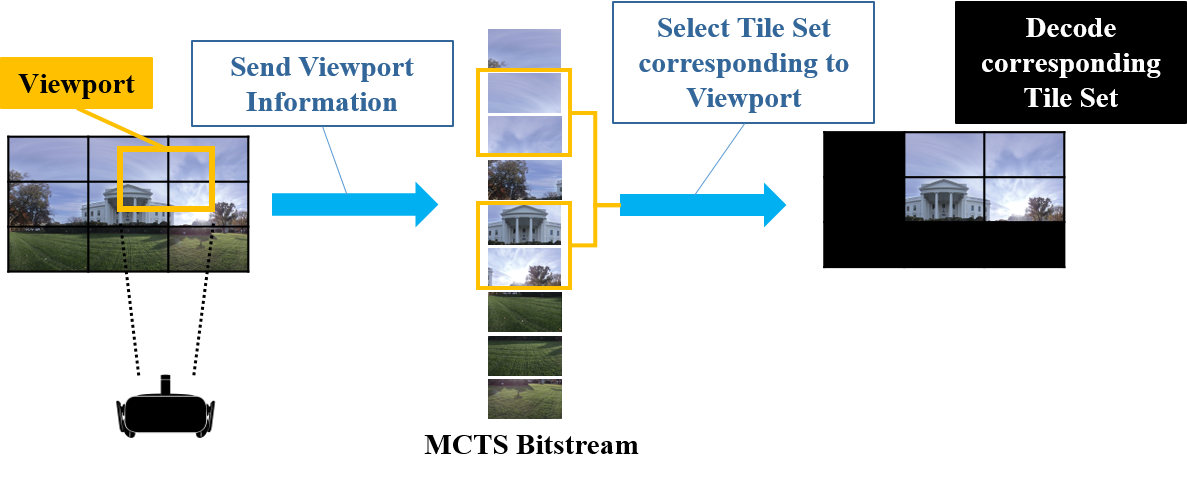 Viewport
Send Viewport
Information
Select Tile Set
corresponding to
Viewport
Decode
corresponding
Tile Set
MCTS Bitstream